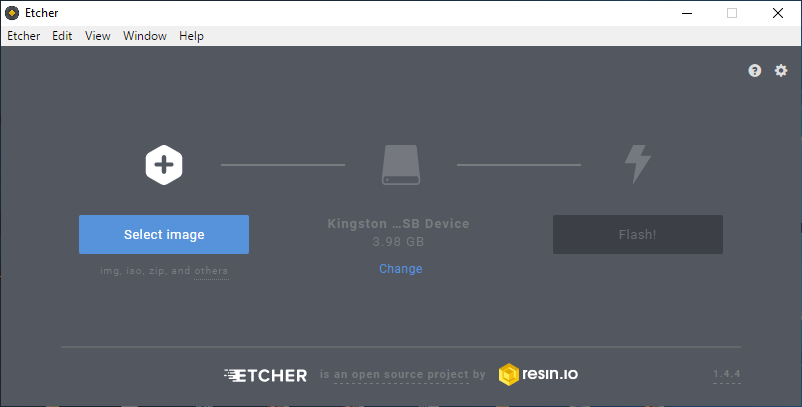 Etcher
Etcher Edit View Window Help
Select image
img, iso, zip, and others
Kingston ...SB Device
3.98 GB
Change
Flash!
ETCHER is an open source project by resin.io
1.4.4